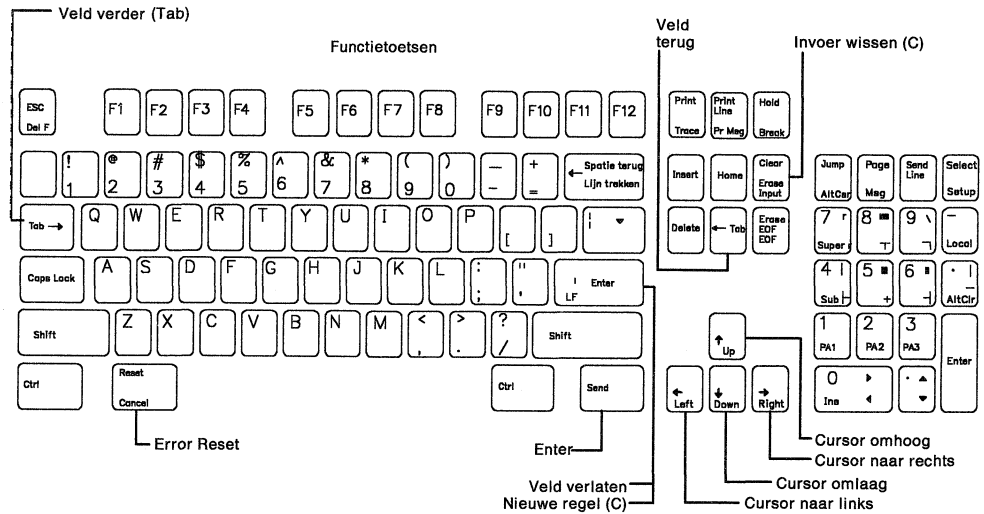 Veld verder (Tab)
Functietoetsen
Veld
terug
Invoer wissen (C)
ESC
Del F
F1 F2 F3 F4 F5 F6 F7 F8 F9 F10 F11 F12
Print
Trace
Print
Line
Pr Msg
Hold
Break
! 1
@ 2
# 3
$ 4
% 5
^ 6
& 7
* 8
( 9
) 0
— -
+ =
← Spatie terug
Lijn trekken
Insert
Home
Clear
Erase
Input
Jump
AltCsr
Page
Msg
Send
Line
Select
Setup
Tab →
Q W E R T Y U I O P [ ]
¦
Delete
← Tab
Erase
EOF
EOF
7
Super
8
9
–
Local
Caps Lock
A S D F G H J K L : ; " '
Enter
LF
4
Sub
5
+
6
.
AltClr
Shift
Z X C V B N M < , > . ? /
Shift
↑ Up
1
PA1
2
PA2
3
PA3
Enter
Ctrl
Reset
Cancel
Ctrl
Send
← Left
↓ Down
→ Right
0
Ins
.
Error Reset
Enter
Veld verlaten
Nieuwe regel (C)
Cursor omhoog
Cursor naar rechts
Cursor omlaag
Cursor naar links